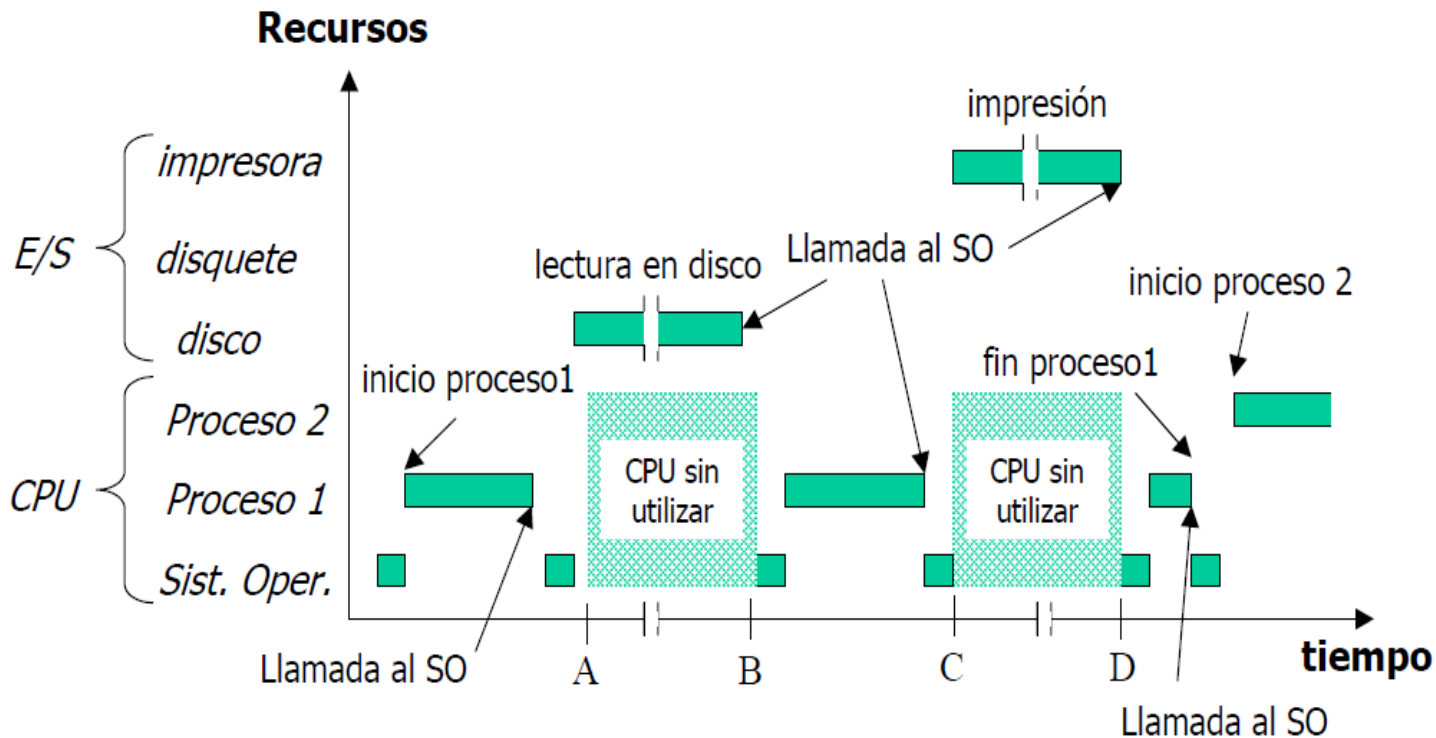 Recursos
impresión
impresora
E/S
disquete
lectura en disco
Llamada al SO
inicio proceso 2
disco
inicio proceso1
fin proceso1
Proceso 2
CPU
Proceso 1
CPU sin
utilizar
CPU sin
utilizar
Sist. Oper.
Llamada al SO
A
B
C
D
tiempo
Llamada al SO